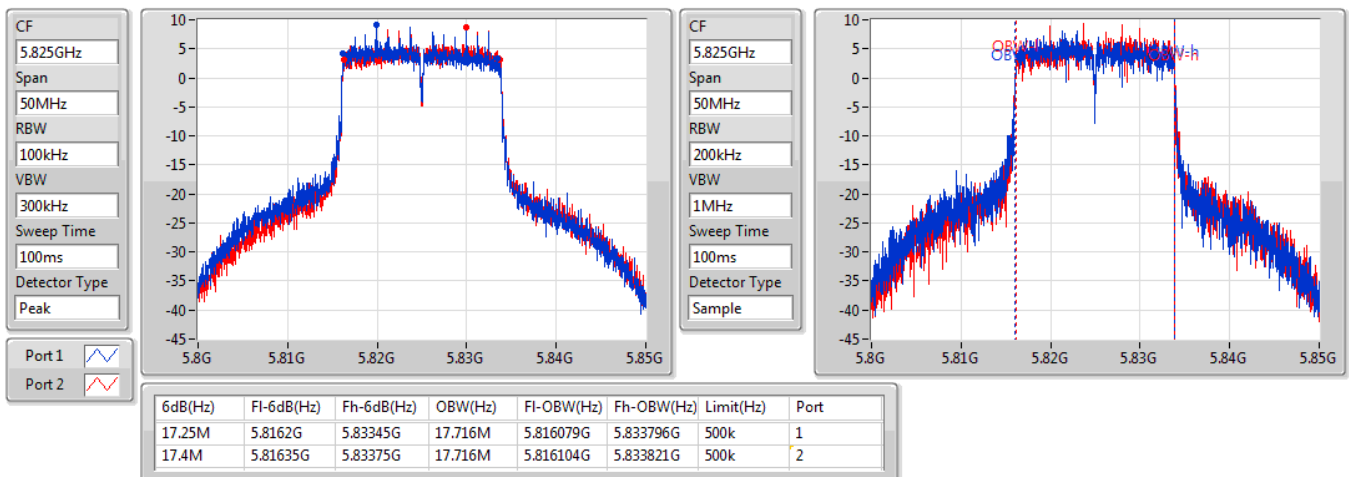 CF
5.825GHz
Span
50MHz
RBW
100kHz
VBW
300kHz
Sweep Time
100ms
Detector Type
Peak
Port 1
Port 2
10
5
0
-5
-10
-15
-20
-25
-30
-35
-40
-45
5.8G 5.81G 5.82G 5.83G 5.84G 5.85G
CF
5.825GHz
Span
50MHz
RBW
200kHz
VBW
1MHz
Sweep Time
100ms
Detector Type
Sample
10
5
0
-5
-10
-15
-20
-25
-30
-35
-40
-45
5.8G 5.81G 5.82G 5.83G 5.84G 5.85G
6dB(Hz) Fl-6dB(Hz) Fh-6dB(Hz) OBW(Hz) Fl-OBW(Hz) Fh-OBW(Hz) Limit(Hz) Port
17.25M 5.8162G 5.83345G 17.716M 5.816079G 5.833796G 500k 1
17.4M 5.81635G 5.83375G 17.716M 5.816104G 5.833821G 500k 2